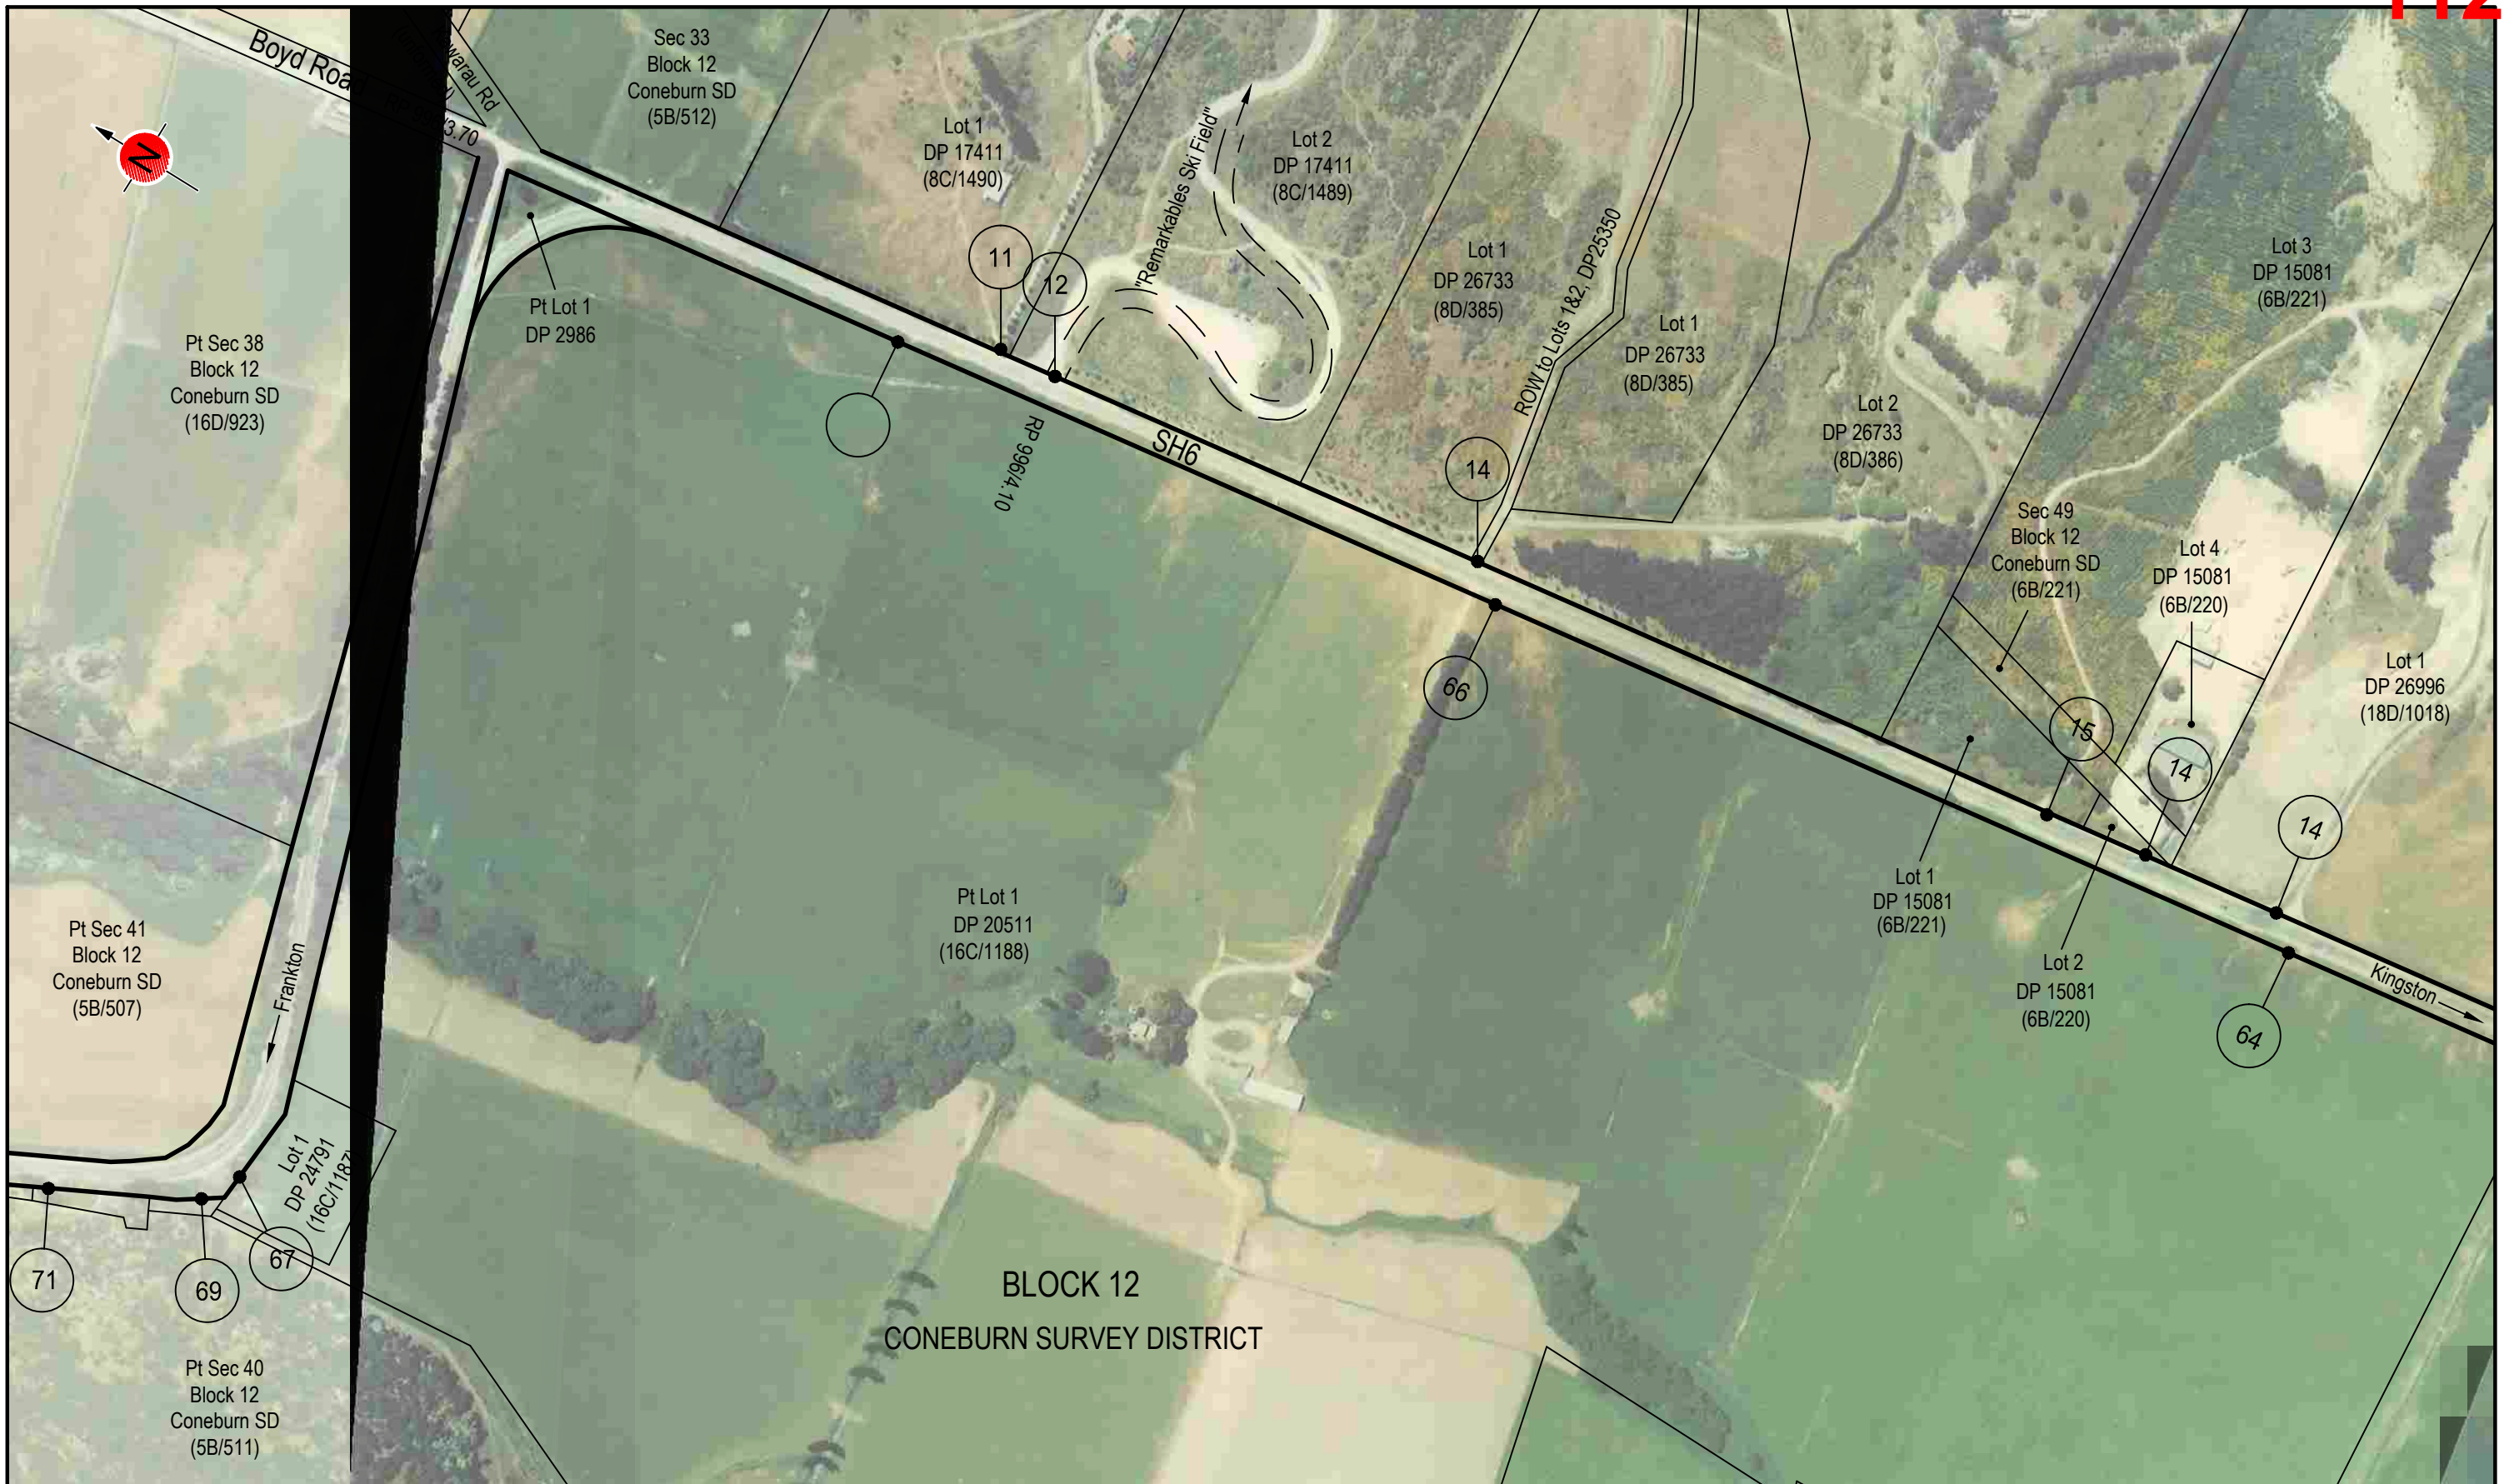 112
Boyd Road
warau Rd
3.70
N
Sec 33
Block 12
Coneburn SD
(5B/512)
Lot 1
DP 17411
(8C/1490)
"Remarkables Ski Field"
Lot 2
DP 17411
(8C/1489)
Lot 1
DP 26733
(8D/385)
ROW to Lots 1&2, DP25350
Lot 1
DP 26733
(8D/385)
Lot 2
DP 26733
(8D/386)
Lot 3
DP 15081
(6B/221)
Pt Lot 1
DP 2986
11
12
Pt Sec 38
Block 12
Coneburn SD
(16D/923)
RP 996/4.10
SH6
14
66
Sec 49
Block 12
Coneburn SD
(6B/221)
Lot 4
DP 15081
(6B/220)
Lot 1
DP 26996
(18D/1018)
15
14
14
Lot 1
DP 15081
(6B/221)
Lot 2
DP 15081
(6B/220)
Kingston
64
Pt Lot 1
DP 20511
(16C/1188)
Pt Sec 41
Block 12
Coneburn SD
(5B/507)
Frankton
Lot 1
DP 24791
(16C/1187)
71
69
67
BLOCK 12
CONEBURN SURVEY DISTRICT
Pt Sec 40
Block 12
Coneburn SD
(5B/511)